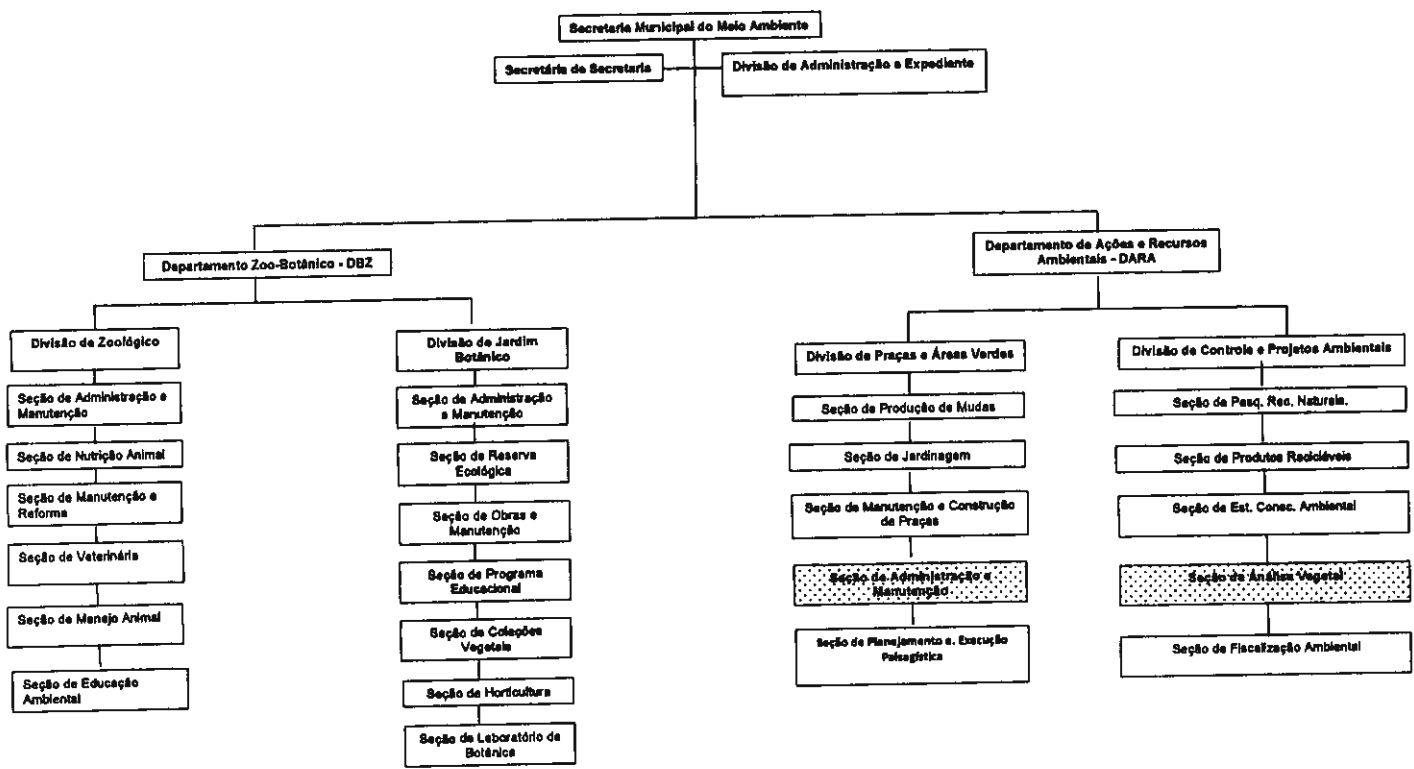 Secretaria Municipal do Meio Ambiente
Secretária de Secretaria
Divisão de Administração e Expediente
Departamento Zoo-Botânico - DBZ
Departamento de Ações e Recursos
Ambientais - DARA
Divisão de Zoológico
Seção de Administração e
Manutenção
Seção de Nutrição Animal
Seção de Manutenção e
Reforma
Seção de Veterinária
Seção de Manejo Animal
Seção de Educação
Ambiental
Divisão de Jardim
Botânico
Seção de Administração
e Manutenção
Seção de Reserva
Ecológica
Seção de Obras e
Manutenção
Seção de Programa
Educacional
Seção de Coleções
Vegetais
Seção de Horticultura
Seção de Laboratório de
Botânica
Divisão de Praças e Áreas Verdes
Seção de Produção de Mudas
Seção de Jardinagem
Seção de Manutenção e Construção
de Praças
Seção de Administração e
Manutenção
Seção de Planejamento e. Execução
Paisagística
Divisão de Controle e Projetos Ambientais
Seção de Pesq. Rec. Naturais.
Seção de Produtos Recicláveis
Seção de Est. Consc. Ambiental
Seção de Análise Vegetal
Seção de Fiscalização Ambiental